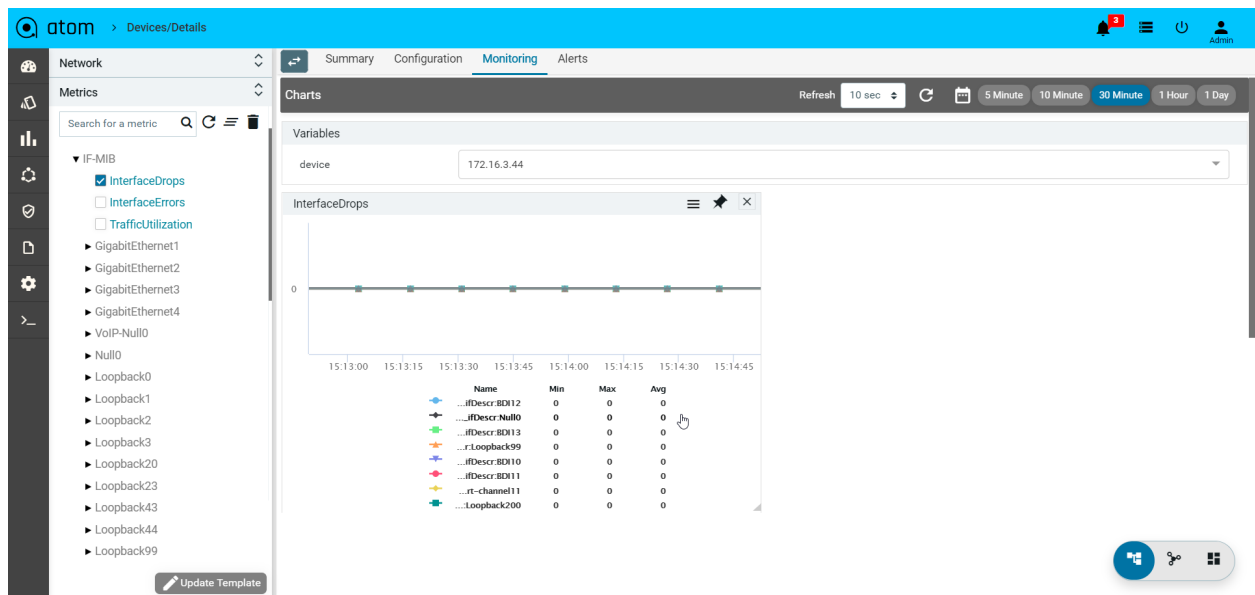 atom > Devices/Details
3
Admin
Network
Metrics
Search for a metric
IF-MIB
InterfaceDrops
InterfaceErrors
TrafficUtilization
GigabitEthernet1
GigabitEthernet2
GigabitEthernet3
GigabitEthernet4
VoIP-Null0
Null0
Loopback0
Loopback1
Loopback2
Loopback3
Loopback20
Loopback23
Loopback43
Loopback44
Loopback99
Update Template
Summary Configuration Monitoring Alerts
Charts Refresh 10 sec 5 Minute 10 Minute 30 Minute 1 Hour 1 Day
Variables
device 172.16.3.44
InterfaceDrops
0
15:13:00 15:13:15 15:13:30 15:13:45 15:14:00 15:14:15 15:14:30 15:14:45
Name Min Max Avg
...ifDescr:BDI12 0 0 0
..._ifDescr:Null0 0 0 0
...ifDescr:BDI13 0 0 0
...r:Loopback99 0 0 0
...ifDescr:BDI10 0 0 0
...ifDescr:BDI11 0 0 0
...rt-channel11 0 0 0
...:Loopback200 0 0 0